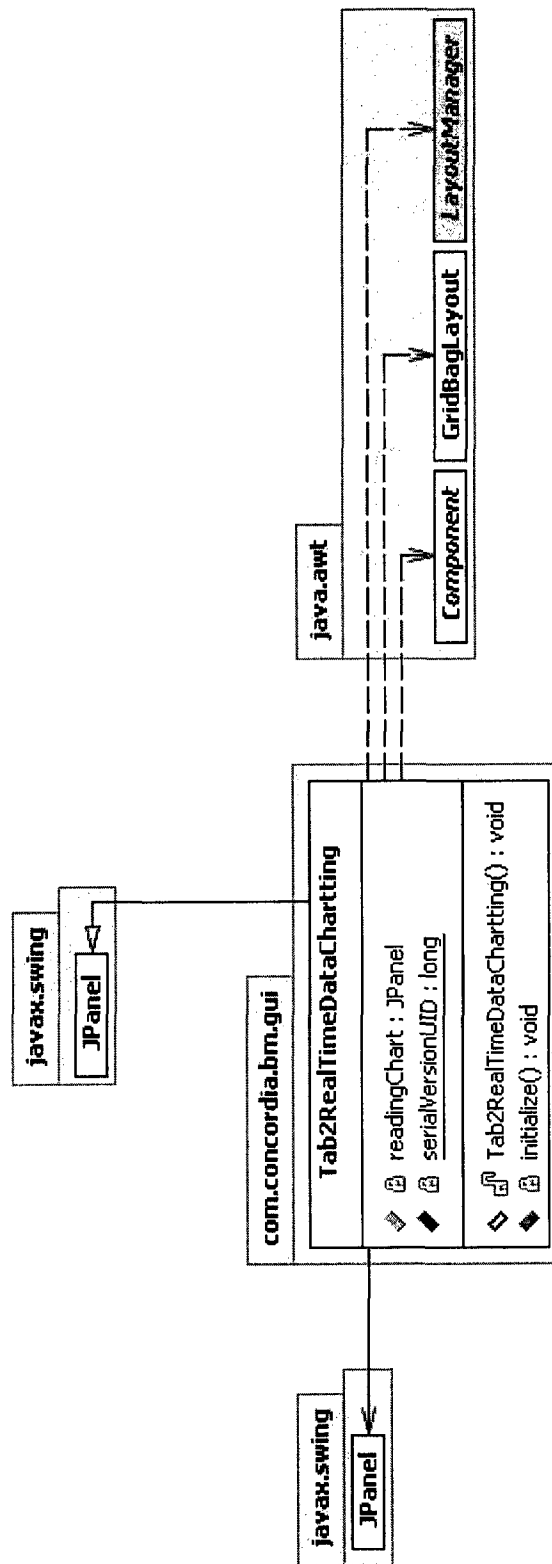 javax.swing
JPanel
com.concordia.bm.gui
Tab2RealTimeDataChartting
readingChart : JPanel
serialVersionUID : long
Tab2RealTimeDataChartting() : void
initialize() : void
javax.swing
JPanel
java.awt
Component
GridBagLayout
LayoutManager